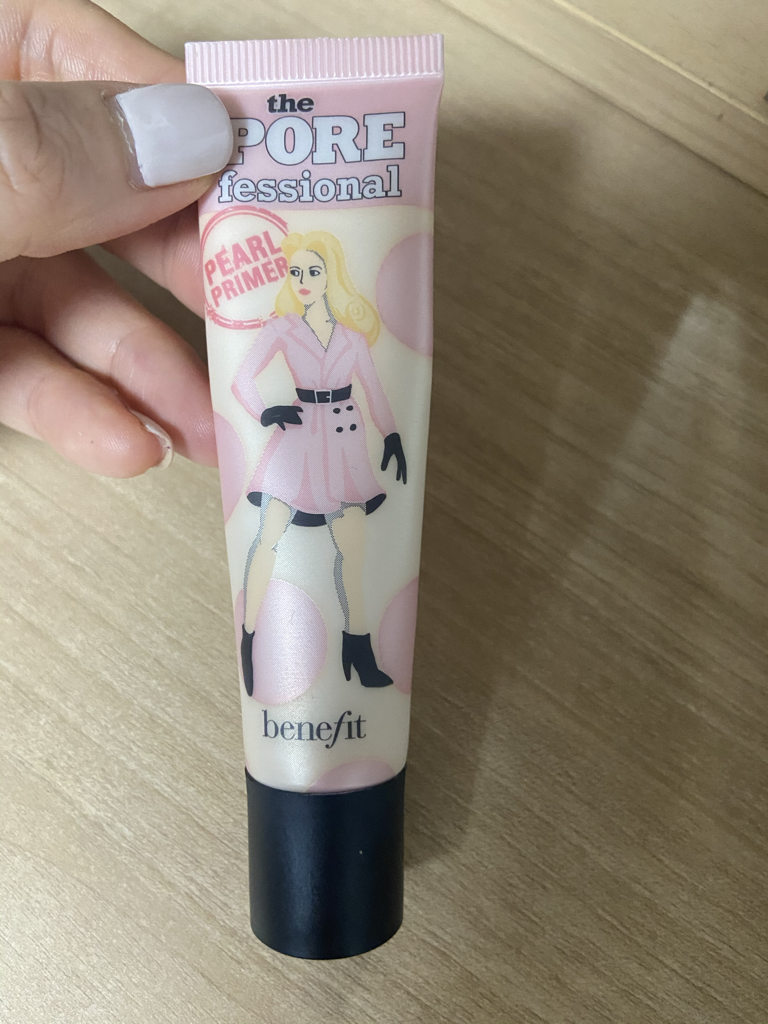 the
PORE
fessional
PEARL
PRIMER
benefit